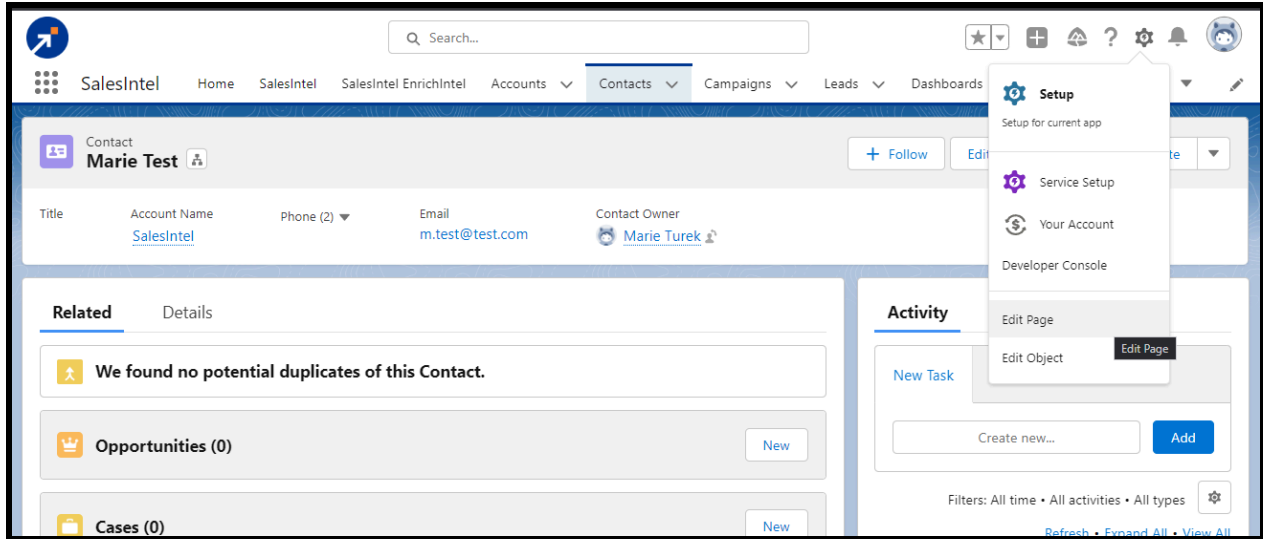 Search...
SalesIntel Home SalesIntel SalesIntel EnrichIntel Accounts Contacts Campaigns Leads Dashboards
Setup
Setup for current app
Service Setup
Your Account
Developer Console
Edit Page
Edit Object
Edit Page
Contact
Marie Test
+ Follow
Title Account Name Phone (2) Email Contact Owner
SalesIntel m.test@test.com Marie Turek
Related Details
We found no potential duplicates of this Contact.
Opportunities (0) New
Cases (0) New
Activity
New Task
Create new... Add
Filters: All time • All activities • All types
Refresh • Expand All • View All